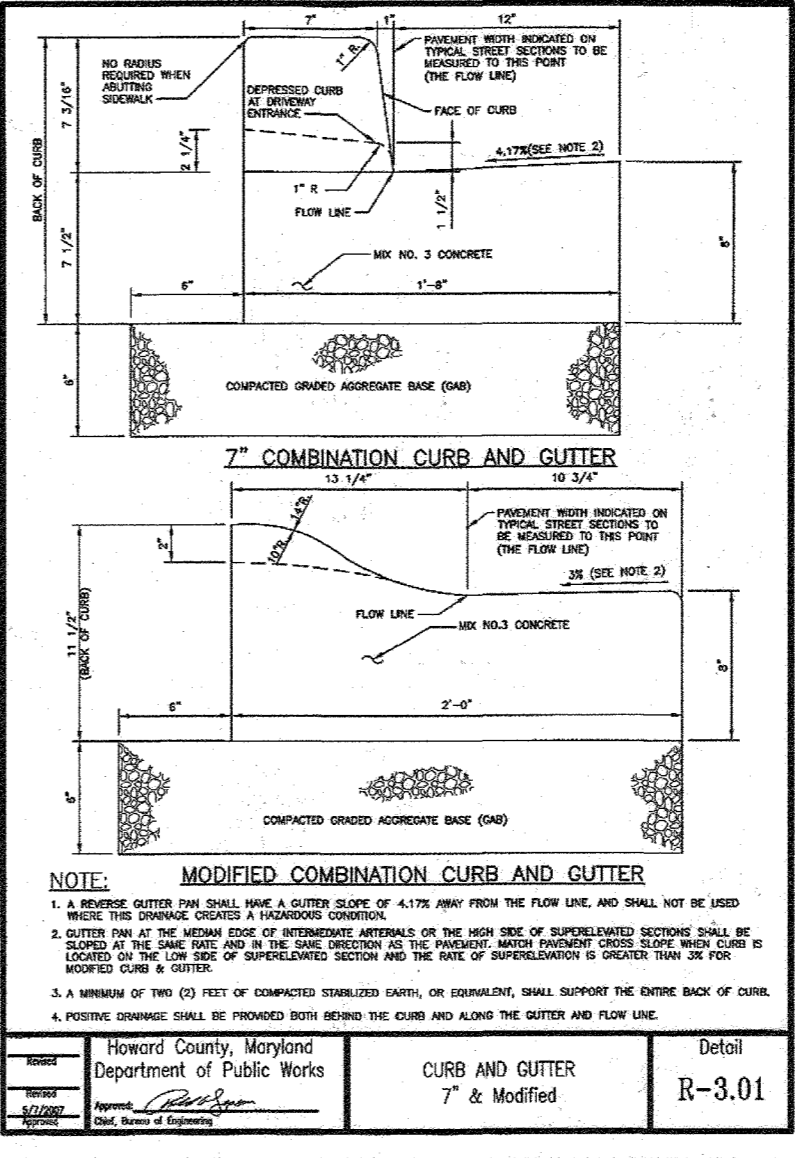 7" 1" 12"
NO RADIUS
REQUIRED WHEN
ABUTTING
SIDEWALK
1" R.
PAVEMENT WIDTH INDICATED ON
TYPICAL STREET SECTIONS TO BE
MEASURED TO THIS POINT
(THE FLOW LINE)
DEPRESSED CURB
AT DRIVEWAY
ENTRANCE
FACE OF CURB
7 3/16"
2 1/4"
BACK OF CURB
4.17%(SEE NOTE 2)
1" R
FLOW LINE
1 1/2"
7 1/2"
MIX NO. 3 CONCRETE
8"
6" 1'-8"
6"
COMPACTED GRADED AGGREGATE BASE (GAB)
7" COMBINATION CURB AND GUTTER
13 1/4" 10 3/4"
14"R.
10"R.
2"
PAVEMENT WIDTH INDICATED ON
TYPICAL STREET SECTIONS TO
BE MEASURED TO THIS POINT
(THE FLOW LINE)
3% (SEE NOTE 2)
11 1/2"
(BACK OF CURB)
FLOW LINE
MIX NO.3 CONCRETE
8"
6" 2'-0"
6"
COMPACTED GRADED AGGREGATE BASE (GAB)
MODIFIED COMBINATION CURB AND GUTTER
NOTE:
1. A REVERSE GUTTER PAN SHALL HAVE A GUTTER SLOPE OF 4.17% AWAY FROM THE FLOW LINE, AND SHALL NOT BE USED
WHERE THIS DRAINAGE CREATES A HAZARDOUS CONDITION.
2. GUTTER PAN AT THE MEDIAN EDGE OF INTERMEDIATE ARTERIALS OR THE HIGH SIDE OF SUPERELEVATED SECTIONS SHALL BE
SLOPED AT THE SAME RATE AND IN THE SAME DIRECTION AS THE PAVEMENT. MATCH PAVEMENT CROSS SLOPE WHEN CURB IS
LOCATED ON THE LOW SIDE OF SUPERELEVATED SECTION AND THE RATE OF SUPERELEVATION IS GREATER THAN 3% FOR
MODIFIED CURB & GUTTER.
3. A MINIMUM OF TWO (2) FEET OF COMPACTED STABILIZED EARTH, OR EQUIVALENT, SHALL SUPPORT THE ENTIRE BACK OF CURB.
4. POSITIVE DRAINAGE SHALL BE PROVIDED BOTH BEHIND THE CURB AND ALONG THE GUTTER AND FLOW LINE.
Revised
Revised
5/7/2007
Approved
Howard County, Maryland
Department of Public Works
Approved:
Chief, Bureau of Engineering
CURB AND GUTTER
7" & Modified
Detail
R-3.01